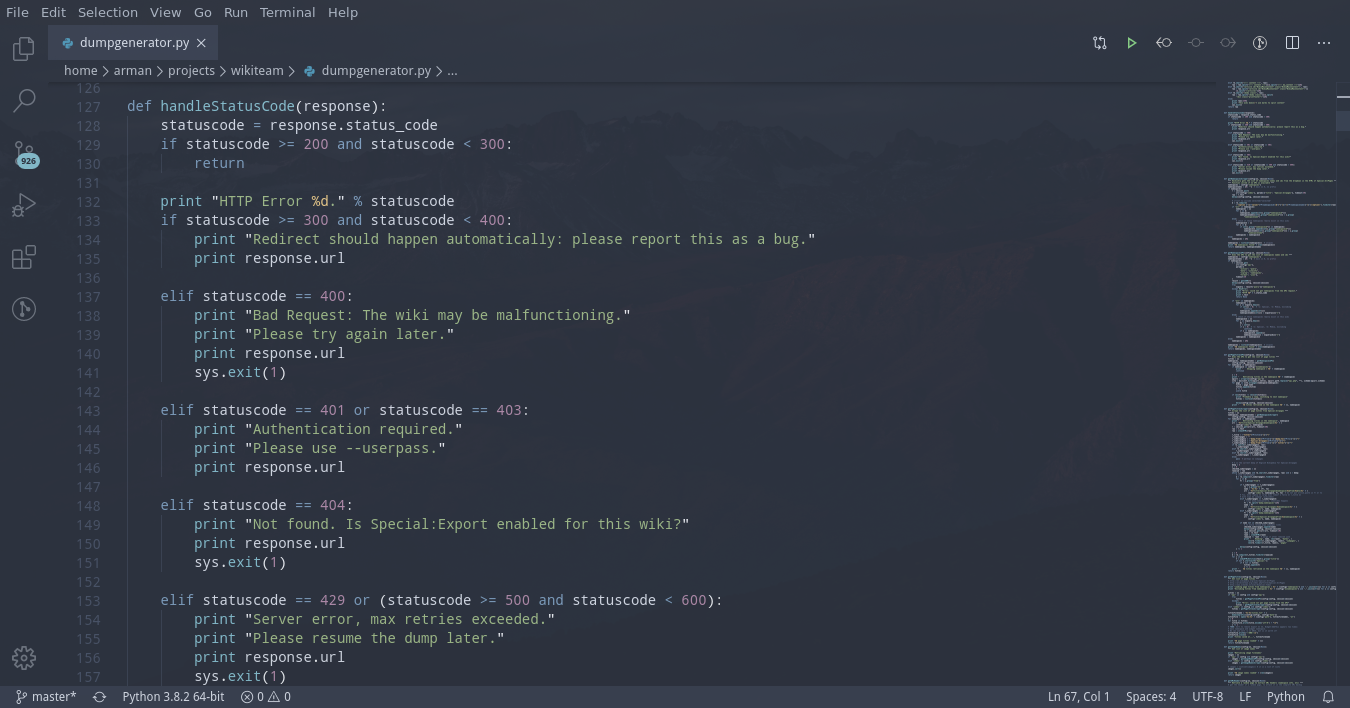 File Edit Selection View Go Run Terminal Help
dumpgenerator.py
home > arman > projects > wikiteam > dumpgenerator.py > ...
126
127 def handleStatusCode(response):
128     statuscode = response.status_code
129     if statuscode >= 200 and statuscode < 300:
130         return
131
132     print "HTTP Error %d." % statuscode
133     if statuscode >= 300 and statuscode < 400:
134         print "Redirect should happen automatically: please report this as a bug."
135         print response.url
136
137     elif statuscode == 400:
138         print "Bad Request: The wiki may be malfunctioning."
139         print "Please try again later."
140         print response.url
141         sys.exit(1)
142
143     elif statuscode == 401 or statuscode == 403:
144         print "Authentication required."
145         print "Please use --userpass."
146         print response.url
147
148     elif statuscode == 404:
149         print "Not found. Is Special:Export enabled for this wiki?"
150         print response.url
151         sys.exit(1)
152
153     elif statuscode == 429 or (statuscode >= 500 and statuscode < 600):
154         print "Server error, max retries exceeded."
155         print "Please resume the dump later."
156         print response.url
157         sys.exit(1)
926
master* Python 3.8.2 64-bit 0 0 Ln 67, Col 1 Spaces: 4 UTF-8 LF Python